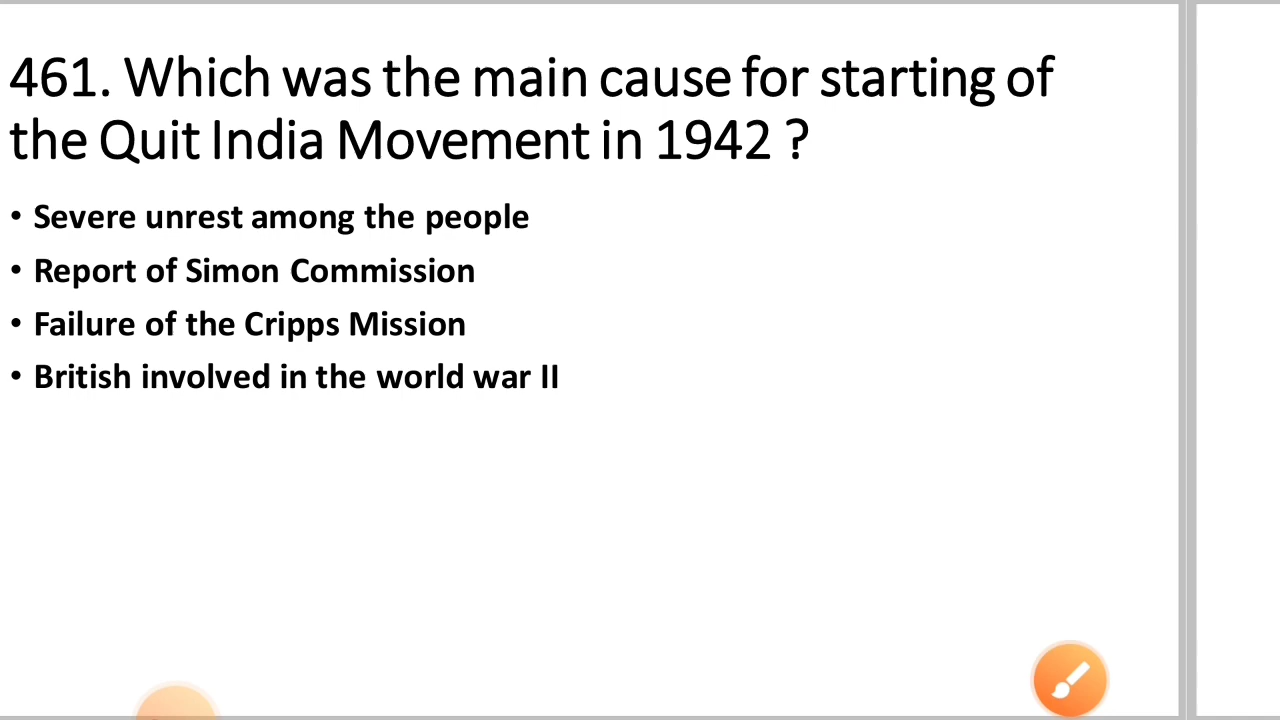 461. Which was the main cause for starting of
the Quit India Movement in 1942 ?
• Severe unrest among the people
• Report of Simon Commission
• Failure of the Cripps Mission
• British involved in the world war II